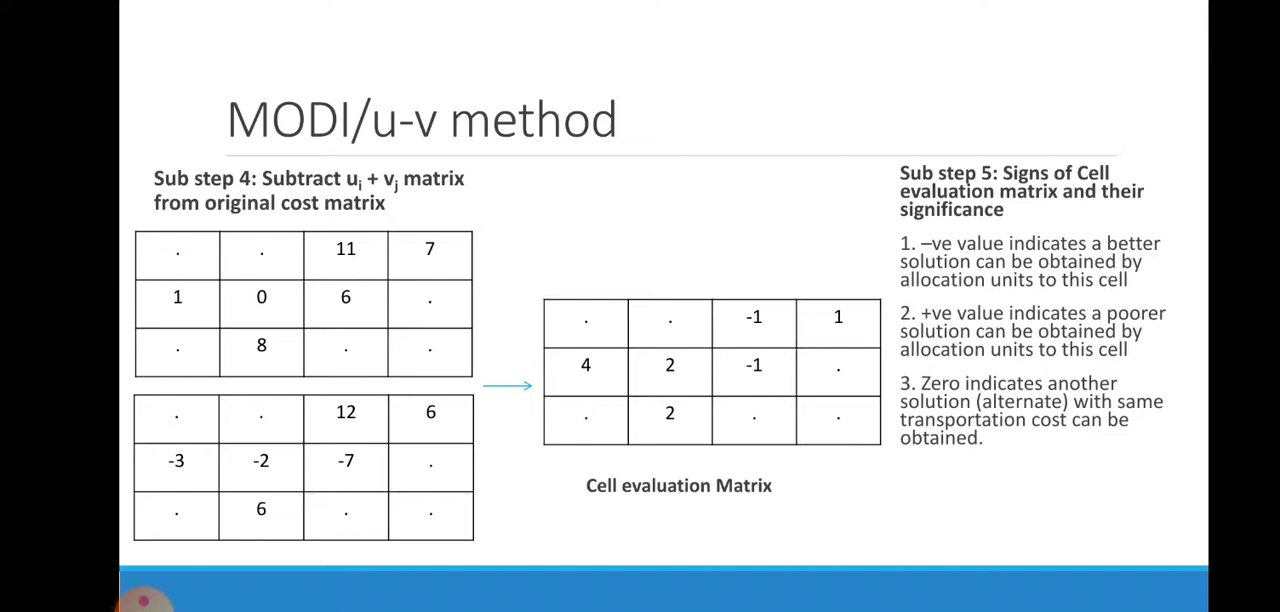 MODI/u-v method
Sub step 4: Subtract ui + vj matrix
from original cost matrix
. . 11 7
1 0 6 .
. 8 . .
. . 12 6
-3 -2 -7 .
. 6 . .
. . -1 1
4 2 -1 .
. 2 . .
Cell evaluation Matrix
Sub step 5: Signs of Cell
evaluation matrix and their
significance
1. –ve value indicates a better
solution can be obtained by
allocation units to this cell
2. +ve value indicates a poorer
solution can be obtained by
allocation units to this cell
3. Zero indicates another
solution (alternate) with same
transportation cost can be
obtained.